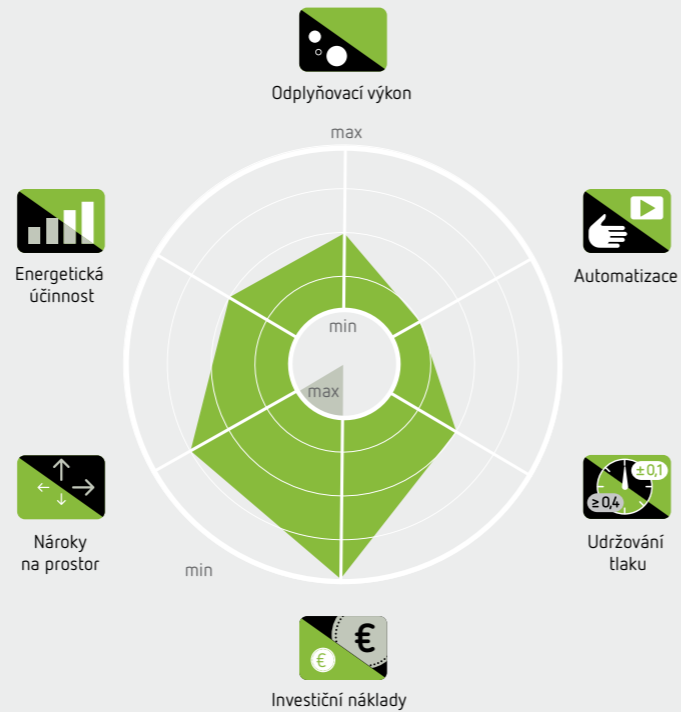 Odplyňovací výkon
max
Energetická
účinnost
Automatizace
min
max
±0,1
≥0,4
Nároky
na prostor
Udržování
tlaku
min
€
€
Investiční náklady